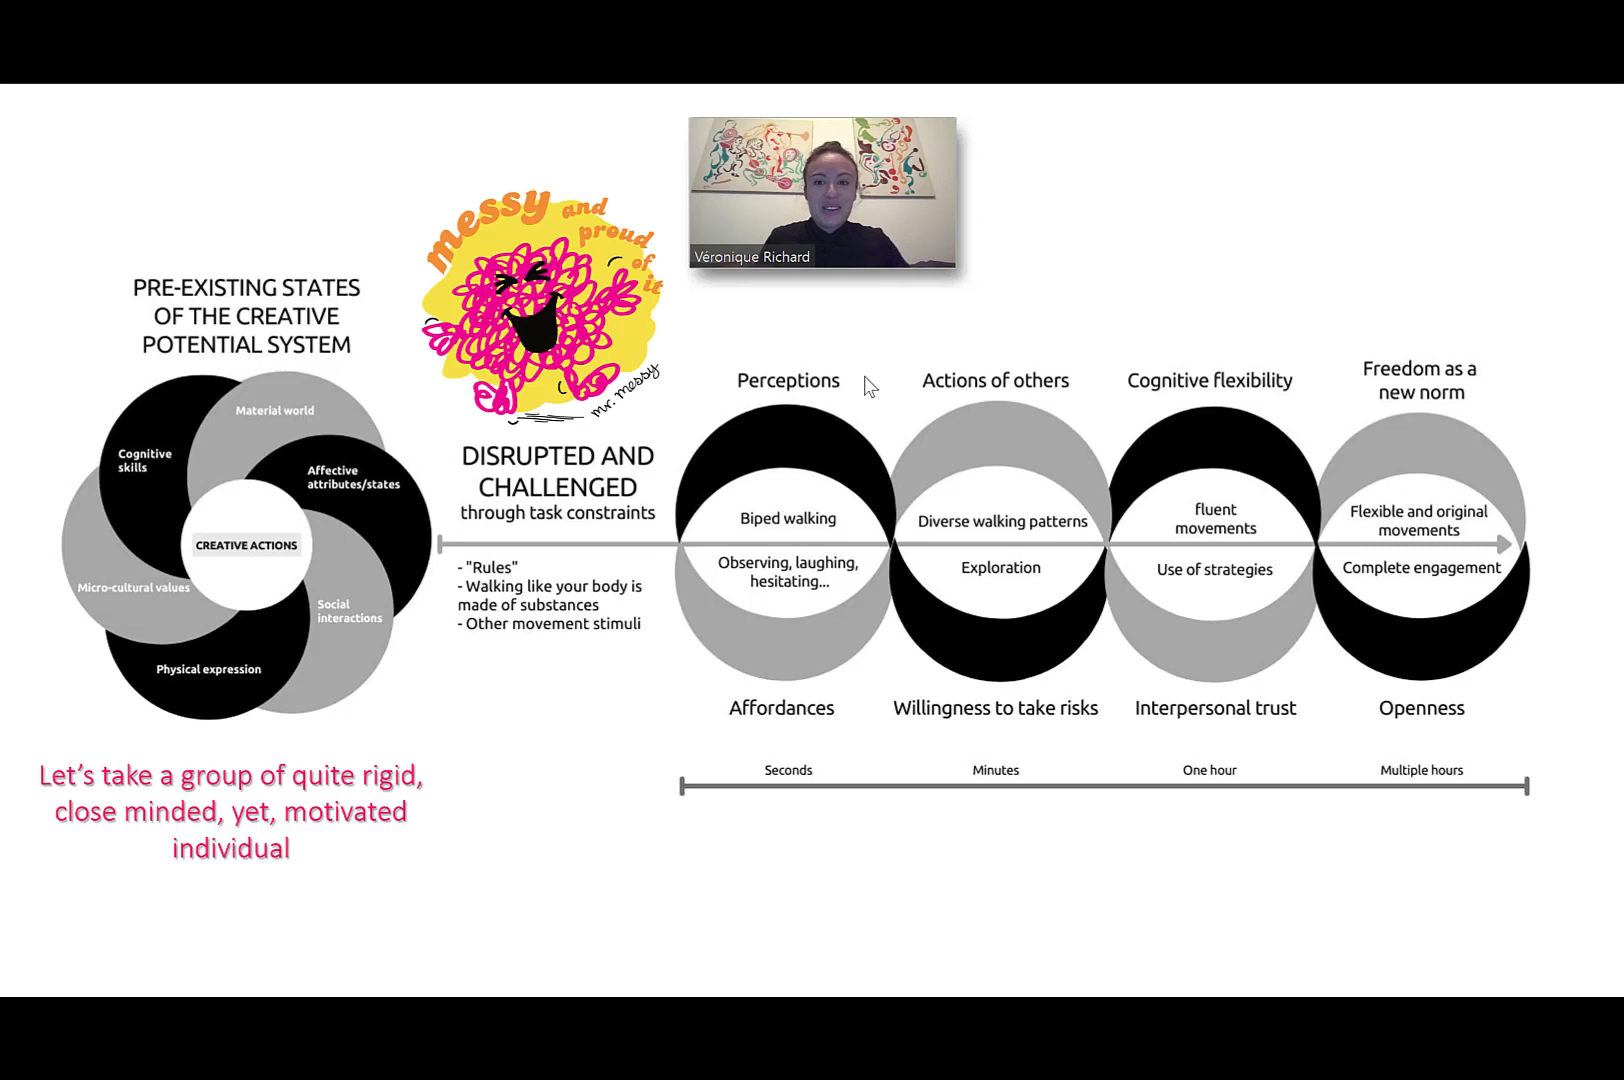 messy and
proud
of
it
mr. messy
Véronique Richard
PRE-EXISTING STATES
OF THE CREATIVE
POTENTIAL SYSTEM
Material world
Cognitive
skills
Affective
attributes/states
CREATIVE ACTIONS
Micro-cultural values
Social
interactions
Physical expression
Let's take a group of quite rigid,
close minded, yet, motivated
individual
DISRUPTED AND
CHALLENGED
through task constraints
- "Rules"
- Walking like your body is
made of substances
- Other movement stimuli
Perceptions
Biped walking
Observing, laughing,
hesitating...
Affordances
Actions of others
Diverse walking patterns
Exploration
Willingness to take risks
Cognitive flexibility
fluent
movements
Use of strategies
Interpersonal trust
Freedom as a
new norm
Flexible and original
movements
Complete engagement
Openness
Seconds
Minutes
One hour
Multiple hours